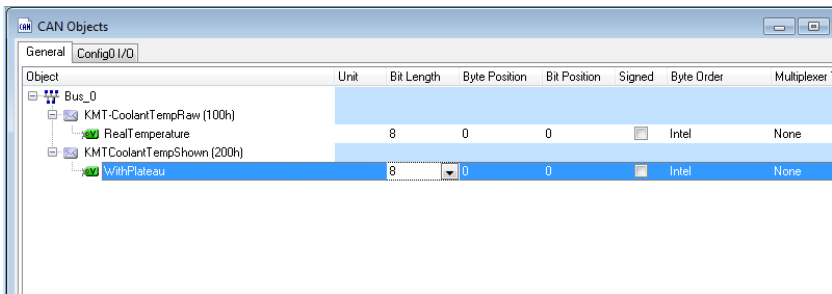 CAN CAN Objects
General Config0 I/O
Object Unit Bit Length Byte Position Bit Position Signed Byte Order Multiplexer
Bus_0
KMT-CoolantTempRaw (100h)
RealTemperature 8 0 0 Intel None
KMTCoolantTempShown (200h)
WithPlateau 8 0 0 Intel None